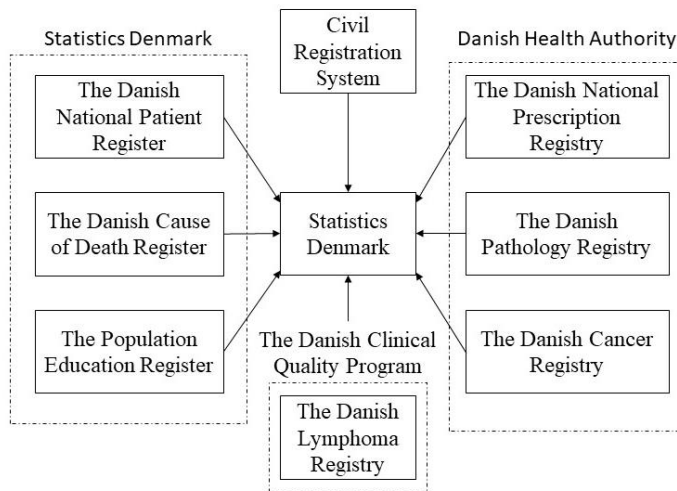 Statistics Denmark
The Danish
National Patient
Register
The Danish Cause
of Death Register
The Population
Education Register
Civil
Registration
System
Statistics
Denmark
The Danish Clinical
Quality Program
The Danish
Lymphoma
Registry
Danish Health Authority
The Danish National
Prescription
Registry
The Danish
Pathology Registry
The Danish Cancer
Registry